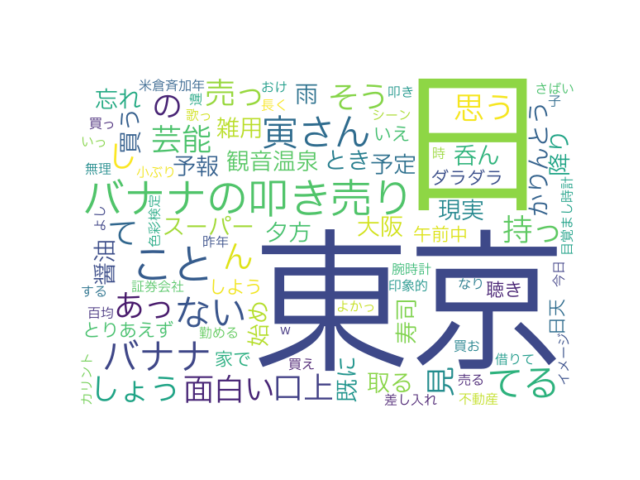 米倉斉加年
おけ
叩き
さばい
忘れ
の
売っ
雨
そう
日
思う
子
颪
歌っ
長く
シーン
買っ
買う
芸能
雑用
寅さん
いえ
呑ん
かりんとう
降り
いっ
し
無理
小ぶり
予報
観音温泉
とき
予定
時
ダラダラ
バナナの叩き売り
現実
目覚まし時計
よし
色彩検定
スーパー
大阪
午前中
持っ
醤油
て
昨年
夕方
東京
こと
ん
腕時計
印象的
なり
聴き
今日
日天
する
証券会社
しよう
百均
あっ
ない
始め
よかっ
寿司
イメージ
とりあえず
勤める
w
買お
借りて
カリント
バナナ
家で
買え
既に
取る
見
売る
てる
しょう
面白い
口上
差し入れ
不動産